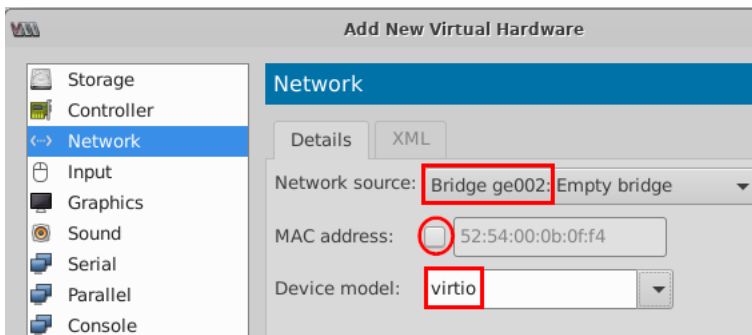 Add New Virtual Hardware
Storage
Controller
Network
Input
Graphics
Sound
Serial
Parallel
Console
Network
Details XML
Network source: Bridge ge002: Empty bridge
MAC address: 52:54:00:0b:0f:f4
Device model: virtio